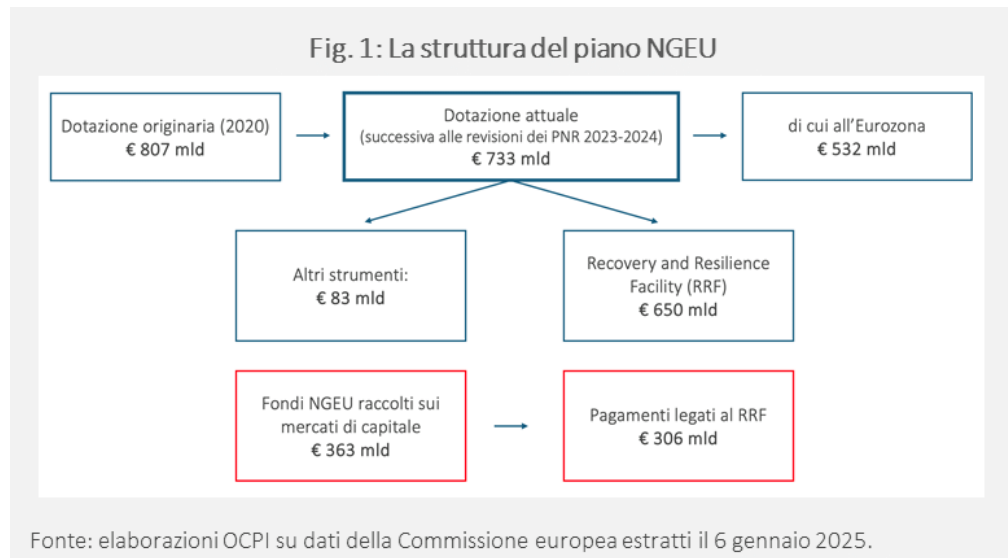 Fig. 1: La struttura del piano NGEU
Dotazione originaria (2020)
€ 807 mld
Dotazione attuale
(successiva alle revisioni dei PNR 2023-2024)
€ 733 mld
di cui all'Eurozona
€ 532 mld
Altri strumenti:
€ 83 mld
Recovery and Resilience
Facility (RRF)
€ 650 mld
Fondi NGEU raccolti sui
mercati di capitale
€ 363 mld
Pagamenti legati al RRF
€ 306 mld
Fonte: elaborazioni OCPI su dati della Commissione europea estratti il 6 gennaio 2025.